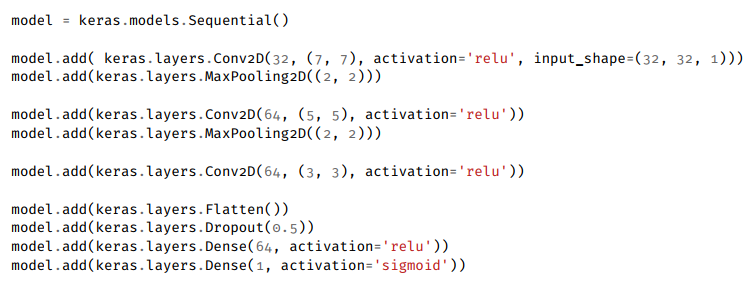 model = keras.models.Sequential()
model.add( keras.layers.Conv2D(32, (7, 7), activation='relu', input_shape=(32, 32, 1)))
model.add(keras.layers.MaxPooling2D((2, 2)))
model.add(keras.layers.Conv2D(64, (5, 5), activation='relu'))
model.add(keras.layers.MaxPooling2D((2, 2)))
model.add(keras.layers.Conv2D(64, (3, 3), activation='relu'))
model.add(keras.layers.Flatten())
model.add(keras.layers.Dropout(0.5))
model.add(keras.layers.Dense(64, activation='relu'))
model.add(keras.layers.Dense(1, activation='sigmoid'))